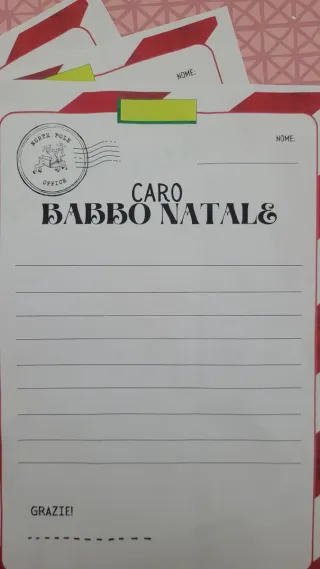 NOME:
NORTH POLE
OFFICE
NOME:
CARO
BABBO NATALE
GRAZIE!